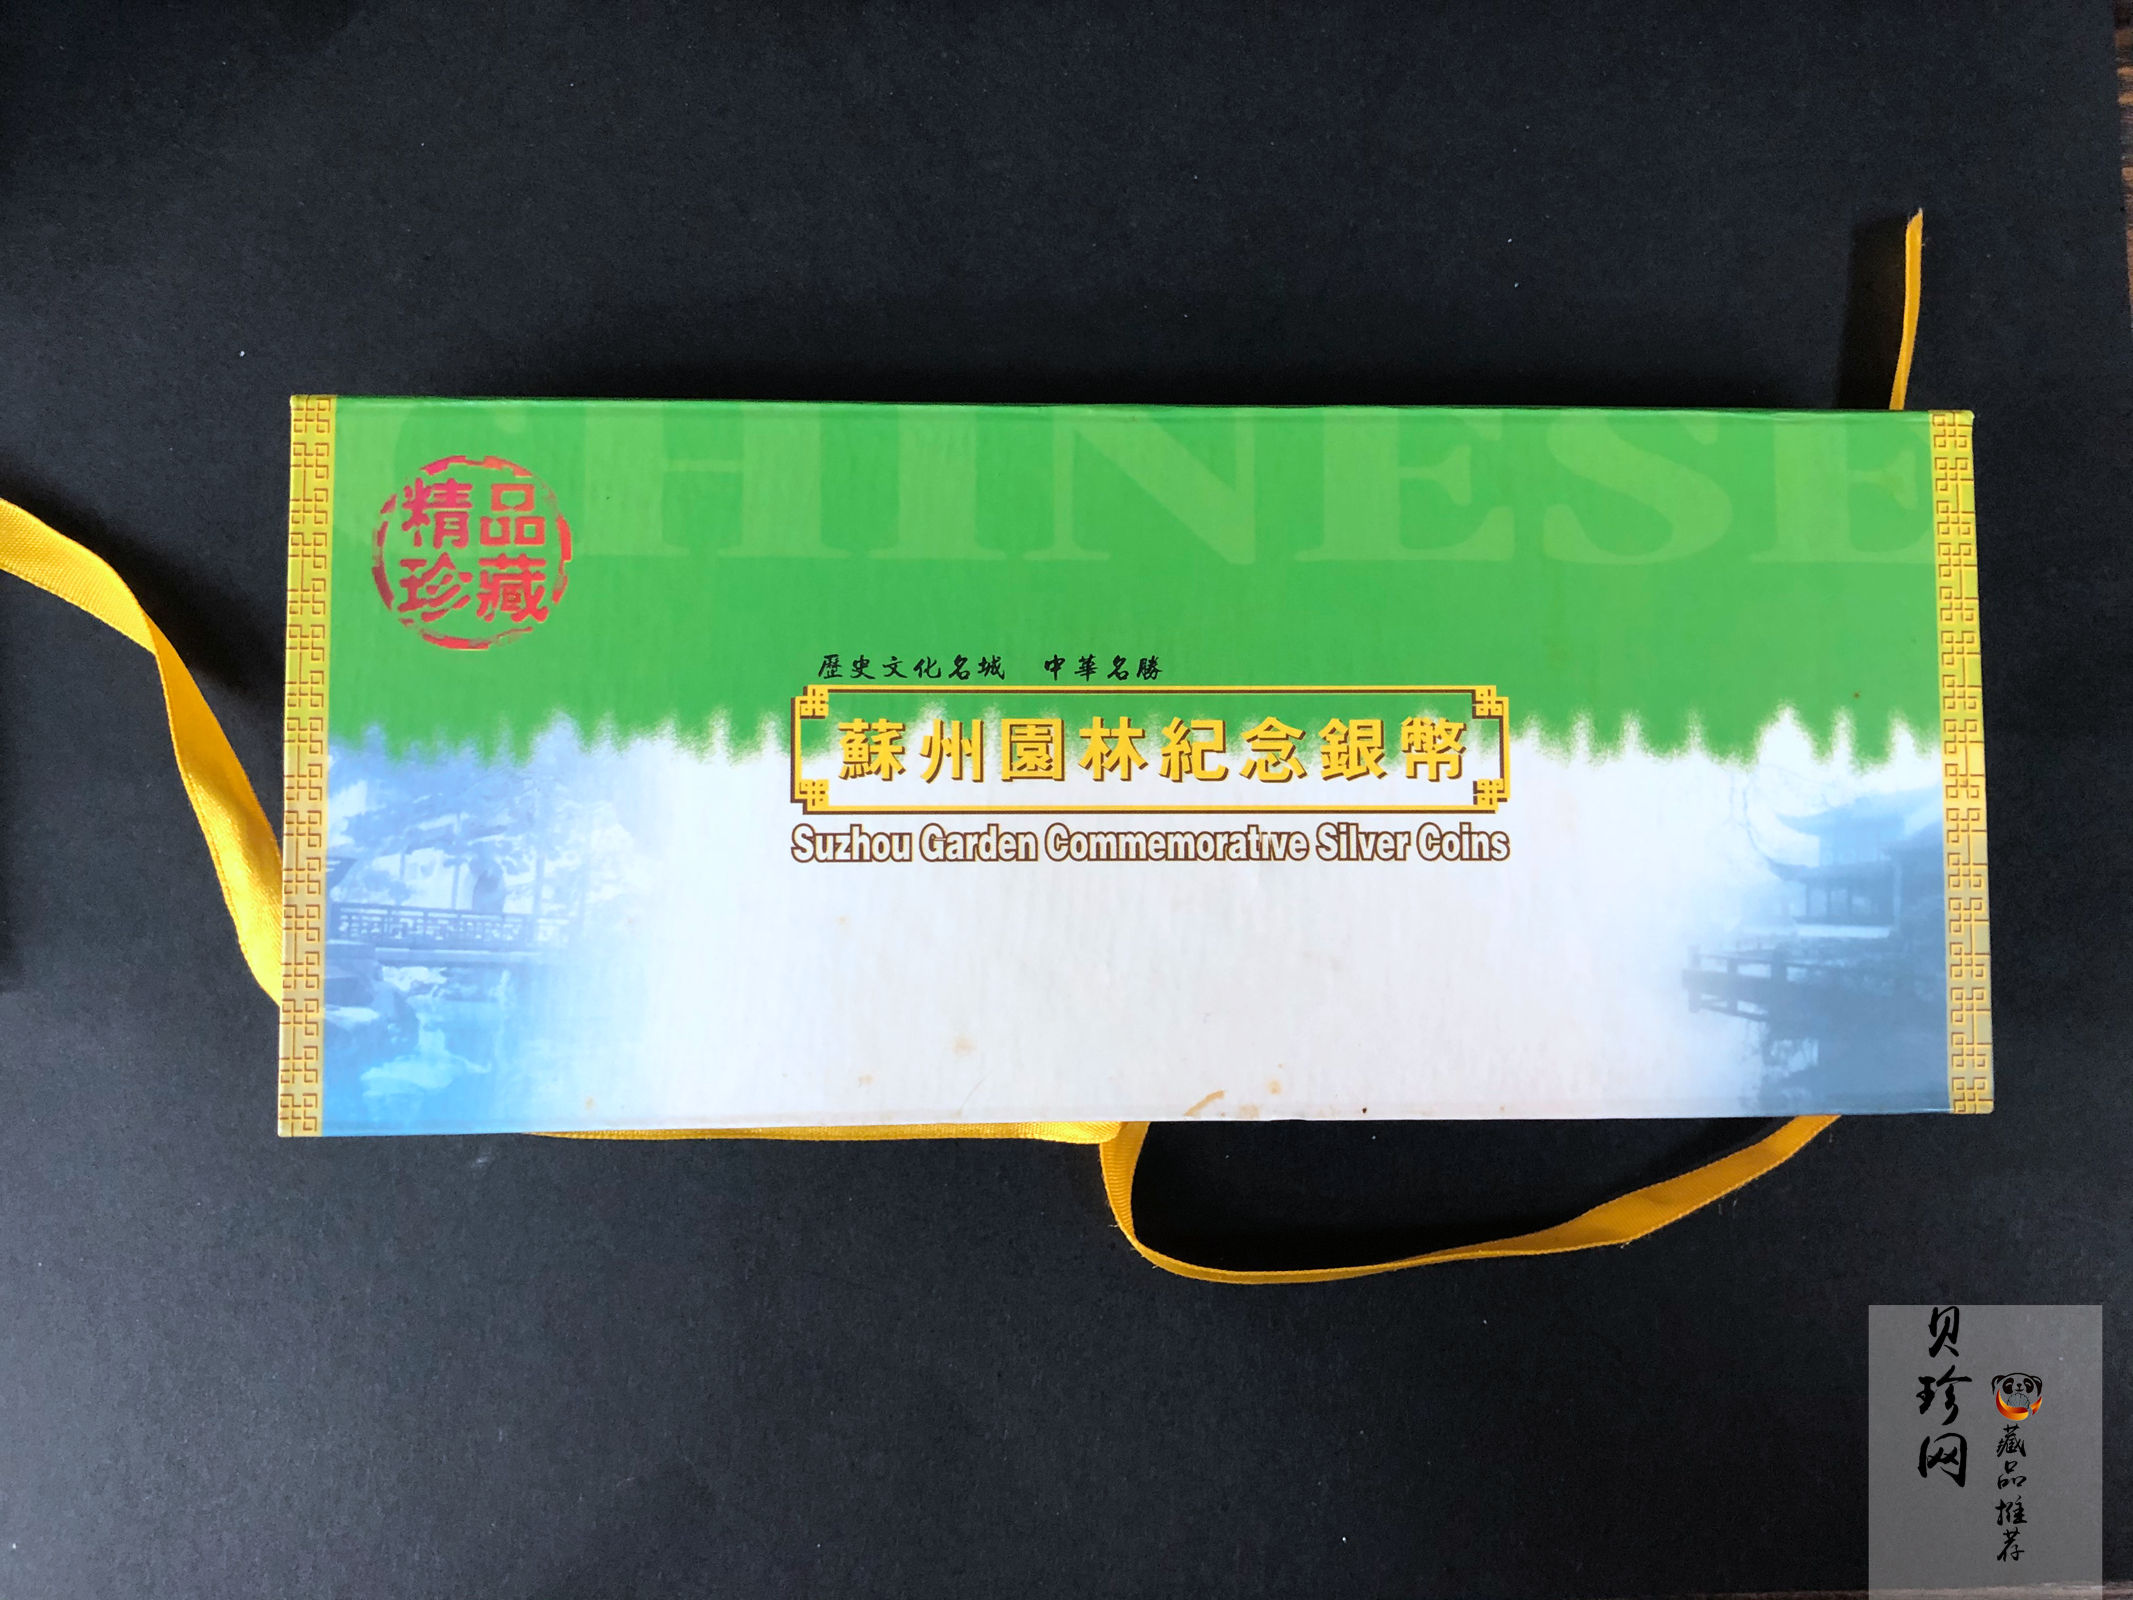 CHINESE
精品
珍藏
歷史文化名城 中華名勝
蘇州園林紀念銀幣
Suzhou Garden Commemorative Silver Coins
贝珍网
藏品推荐